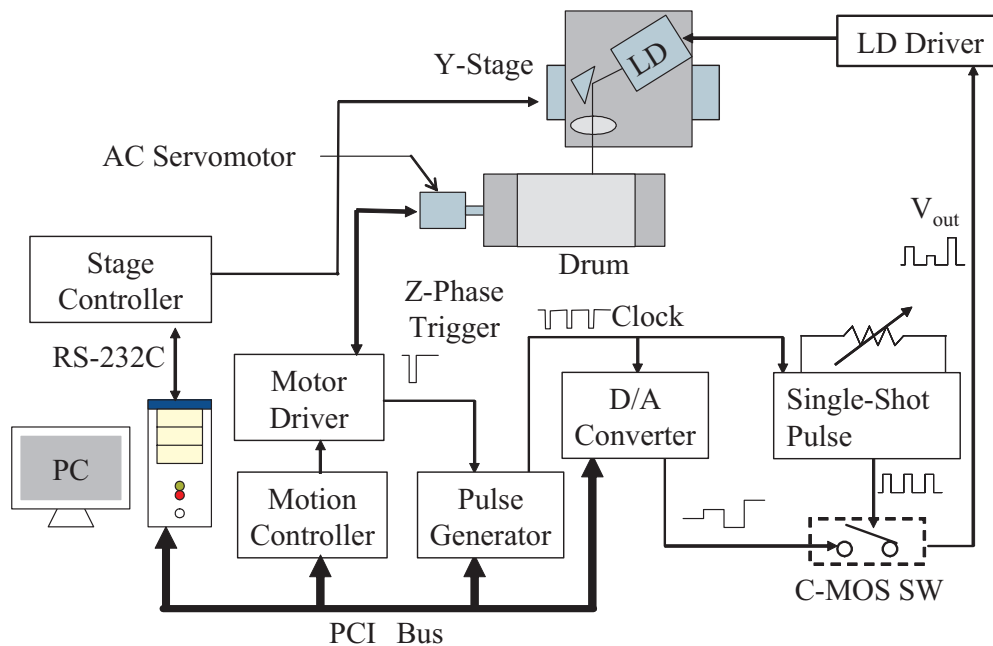 LD Driver
LD
Y-Stage
AC Servomotor
V_out
Drum
Stage
Controller
Z-Phase
Trigger
Clock
RS-232C
Motor
Driver
D/A
Converter
Single-Shot
Pulse
PC
Motion
Controller
Pulse
Generator
C-MOS SW
PCI Bus